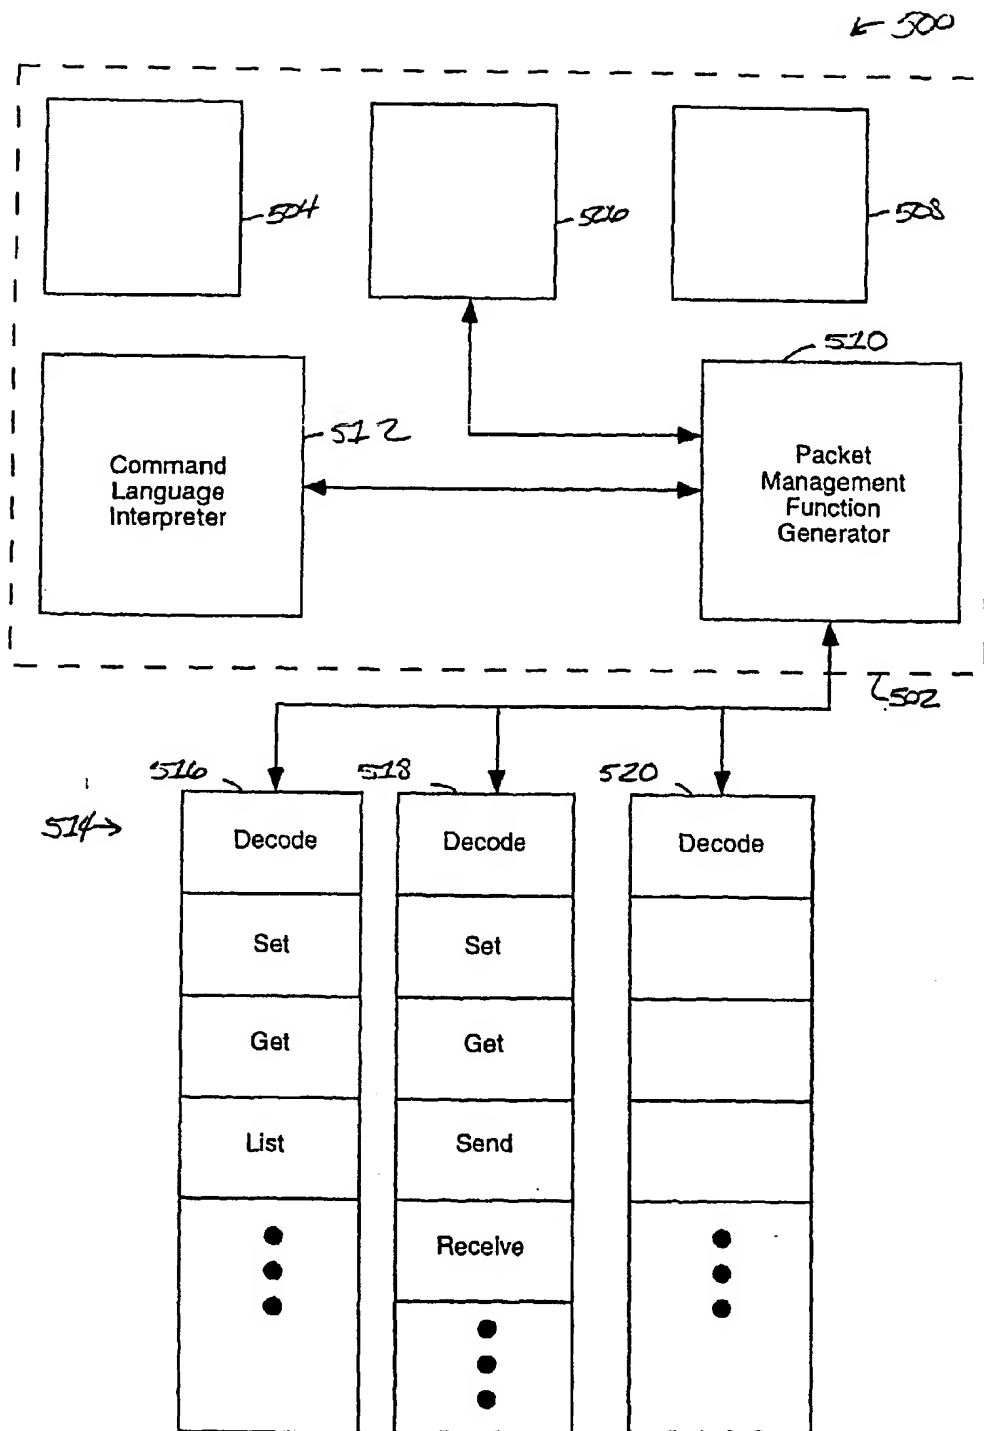 500
504
506
508
510
512
Command
Language
Interpreter
Packet
Management
Function
Generator
502
516
518
520
514
Decode
Decode
Decode
Set
Set
Get
Get
List
Send
Receive